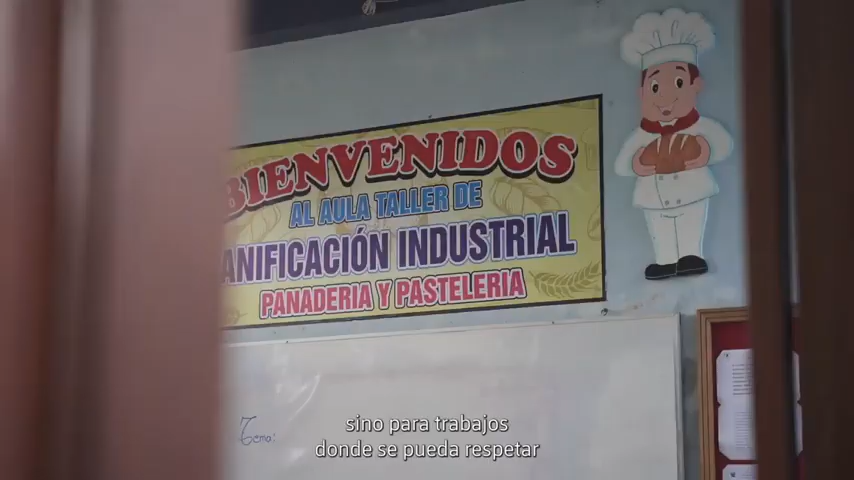 BIENVENIDOS
AL AULA TALLER DE
ANIFICACIÓN INDUSTRIAL
PANADERIA Y PASTELERIA
Tema:
sino para trabajos
donde se pueda respetar